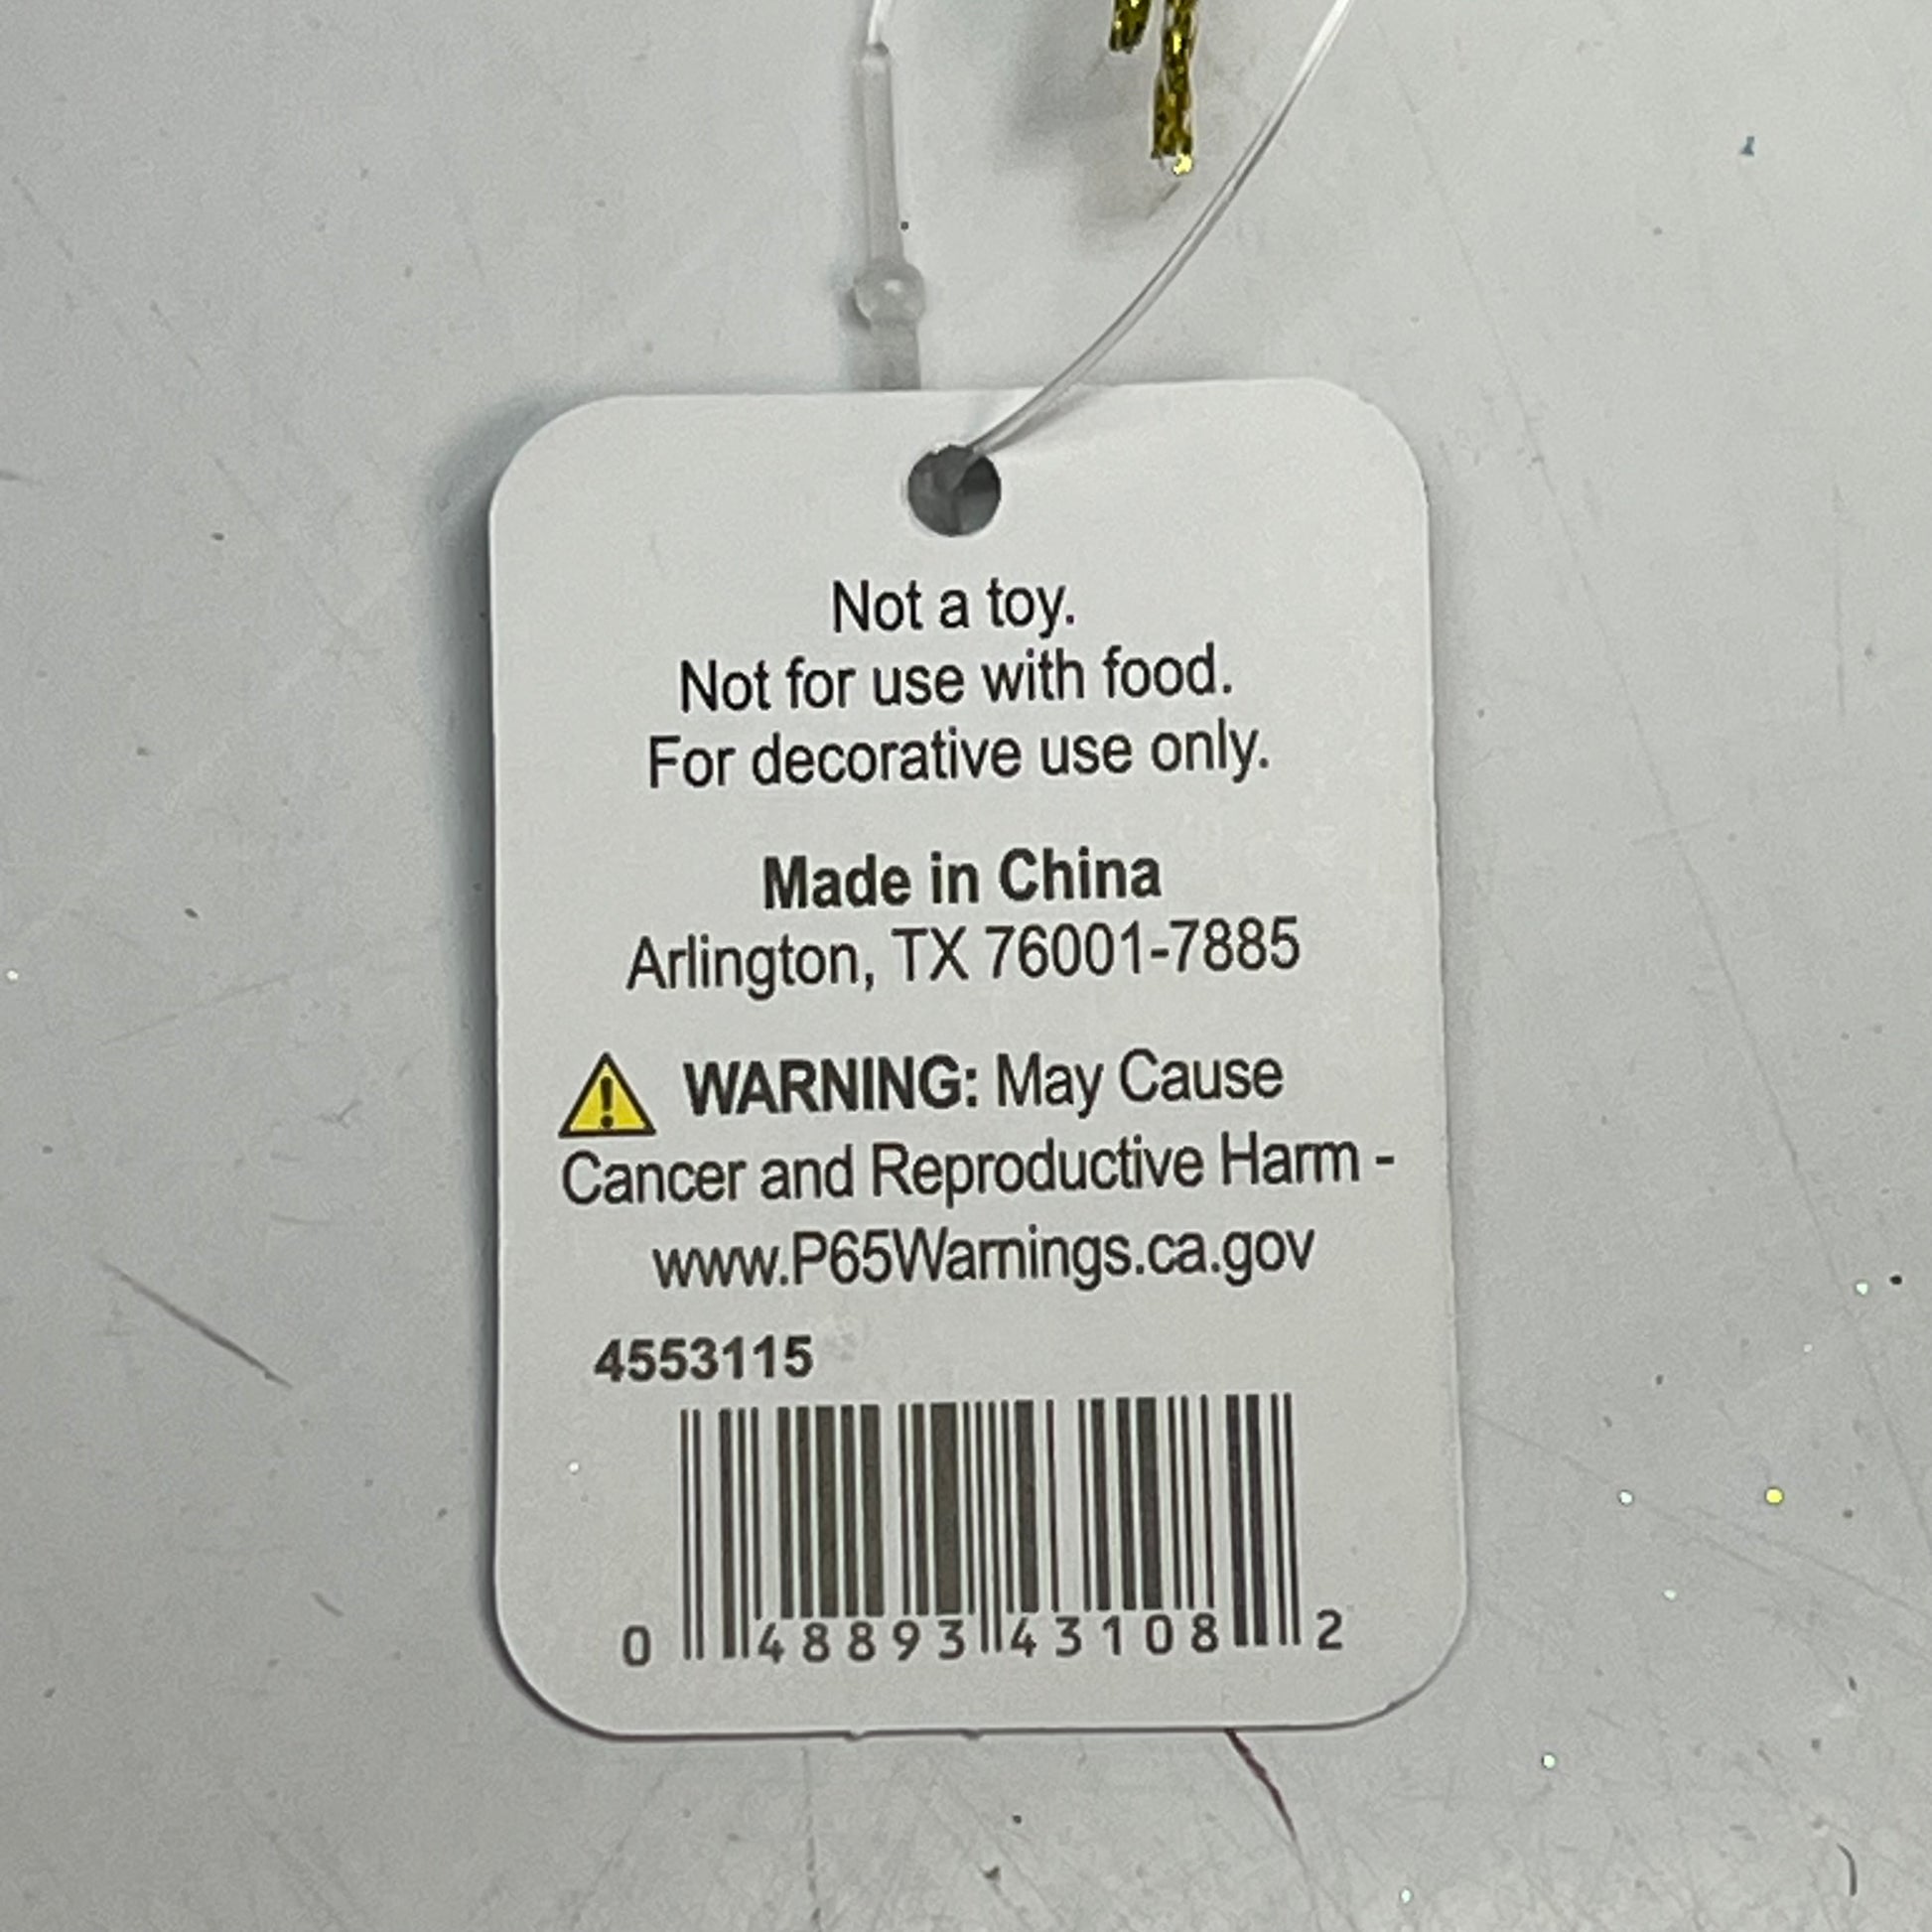 Not a toy.
Not for use with food.
For decorative use only.
Made in China
Arlington, TX 76001-7885
WARNING: May Cause
Cancer and Reproductive Harm -
www.P65Warnings.ca.gov
4553115
0 48893 43108 2